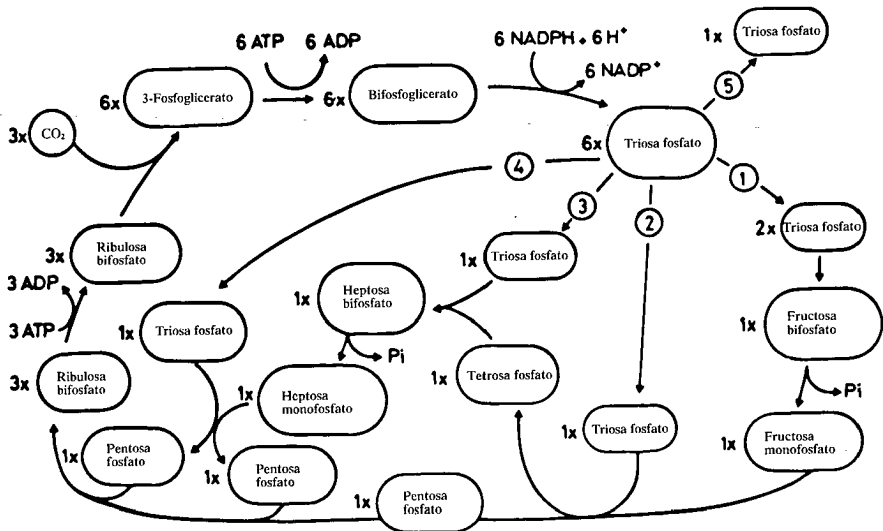 6 ATP 6 ADP
6 NADPH + 6 H⁺
6 NADP⁺
1x Triosa fosfato
5
6x 3-Fosfoglicerato
6x Bifosfoglicerato
3x CO₂
6x Triosa fosfato
4
3
2
1
3x Ribulosa
bifosfato
3 ADP
3 ATP
3x Ribulosa
bifosfato
1x Triosa fosfato
1x Heptosa
bifosfato
Pi
1x Triosa fosfato
2x Triosa fosfato
1x Fructosa
bifosfato
Pi
1x Tetrosa fosfato
1x Heptosa
monofosfato
1x Triosa fosfato
1x Fructosa
monofosfato
1x Pentosa
fosfato
1x Pentosa
fosfato
1x Pentosa
fosfato